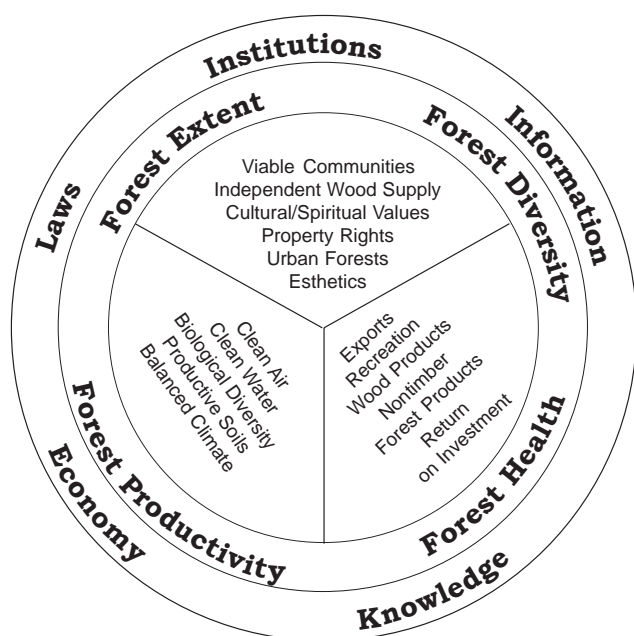 Institutions
Information
Laws
Economy
Knowledge
Forest Extent
Forest Diversity
Forest Productivity
Forest Health
Viable Communities
Independent Wood Supply
Cultural/Spiritual Values
Property Rights
Urban Forests
Esthetics
Clean Air
Clean Water
Biological Diversity
Productive Soils
Balanced Climate
Exports
Recreation
Wood Products
Nontimber
Forest Products
Return
on Investment